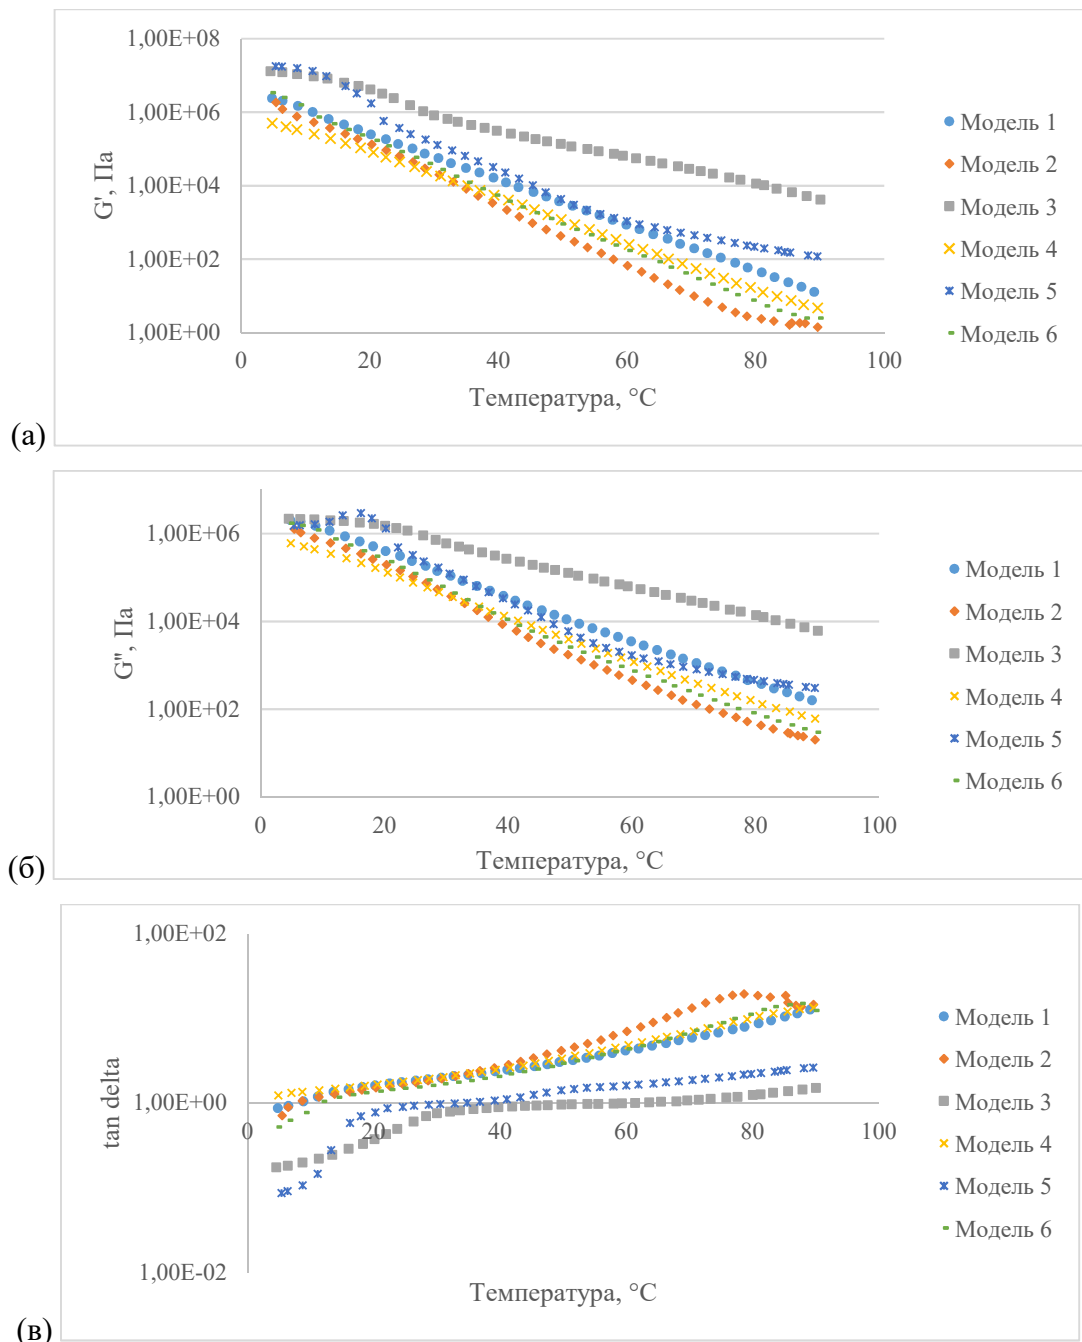 1,00E+08
1,00E+06
1,00E+04
1,00E+02
1,00E+00
G', Па
0 20 40 60 80 100
Температура, °C
Модель 1
Модель 2
Модель 3
Модель 4
Модель 5
Модель 6
(а)
1,00E+06
1,00E+04
1,00E+02
1,00E+00
G", Па
0 20 40 60 80 100
Температура, °C
Модель 1
Модель 2
Модель 3
Модель 4
Модель 5
Модель 6
(б)
1,00E+02
1,00E+00
1,00E-02
tan delta
0 20 40 60 80 100
Температура, °C
Модель 1
Модель 2
Модель 3
Модель 4
Модель 5
Модель 6
(в)